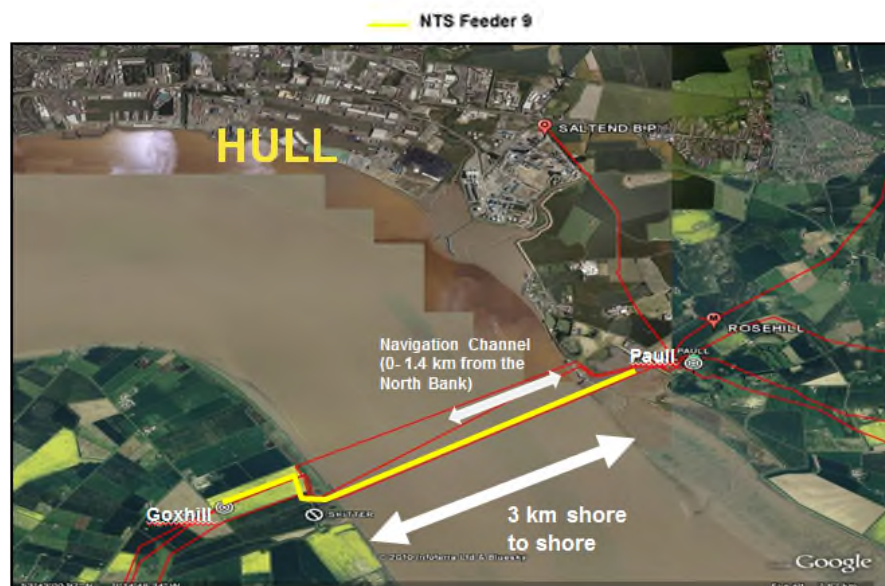 NTS Feeder 9
HULL
SALTEND BP
ROSEHILL
Navigation Channel
(0- 1.4 km from the
North Bank)
Paull
PAULL
Goxhill
SKITTER
3 km shore
to shore
© 2010 Infoterra Ltd & Bluesky
Google